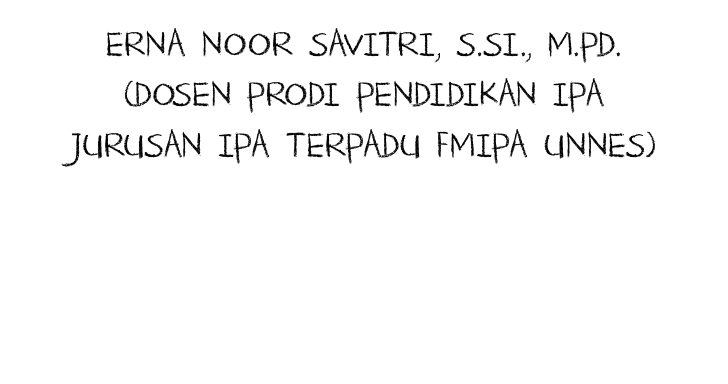 ERNA NOOR SAVITRI, S.SI., M.PD.
(DOSEN PRODI PENDIDIKAN IPA
JURUSAN IPA TERPADU FMIPA UNNES)